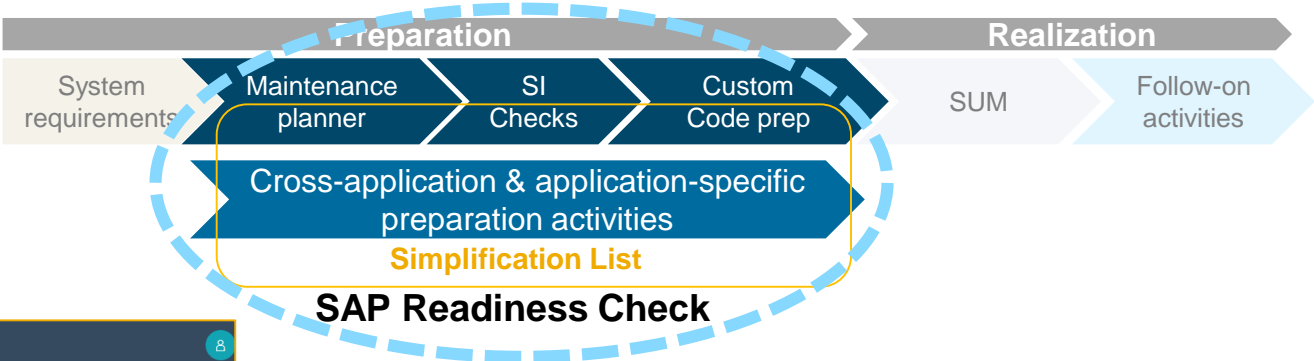 Preparation
Realization
System
requirements
Maintenance
planner
SI
Checks
Custom
Code prep
SUM
Follow-on
activities
Cross-application & application-specific
preparation activities
Simplification List
SAP Readiness Check